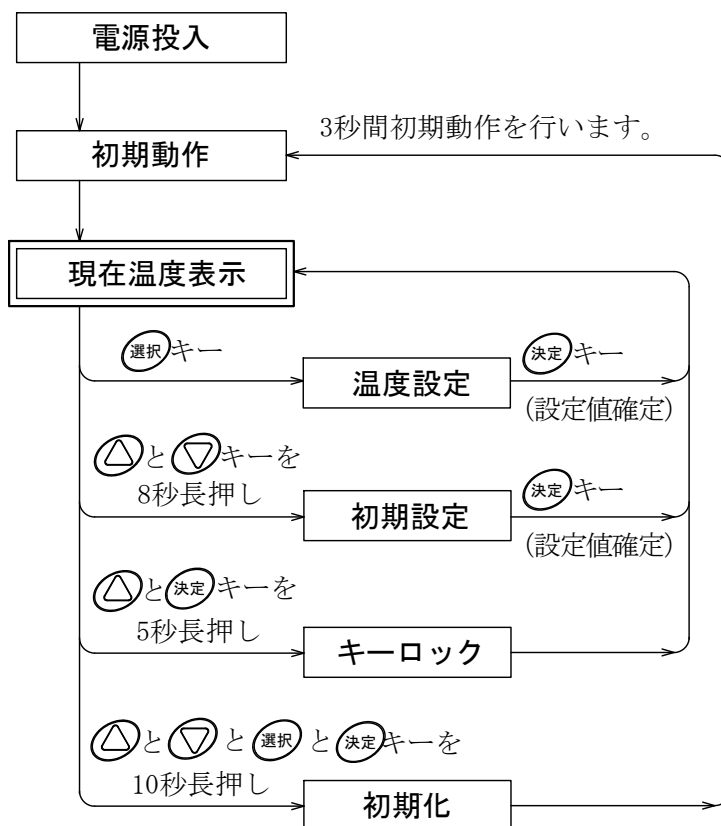 電源投入
3秒間初期動作を行います。
初期動作
現在温度表示
選択キー
決定キー
温度設定
(設定値確定)
△と▽キーを
8秒長押し
決定キー
初期設定
(設定値確定)
△と決定キーを
5秒長押し
キーロック
△と▽と選択と決定キーを
10秒長押し
初期化